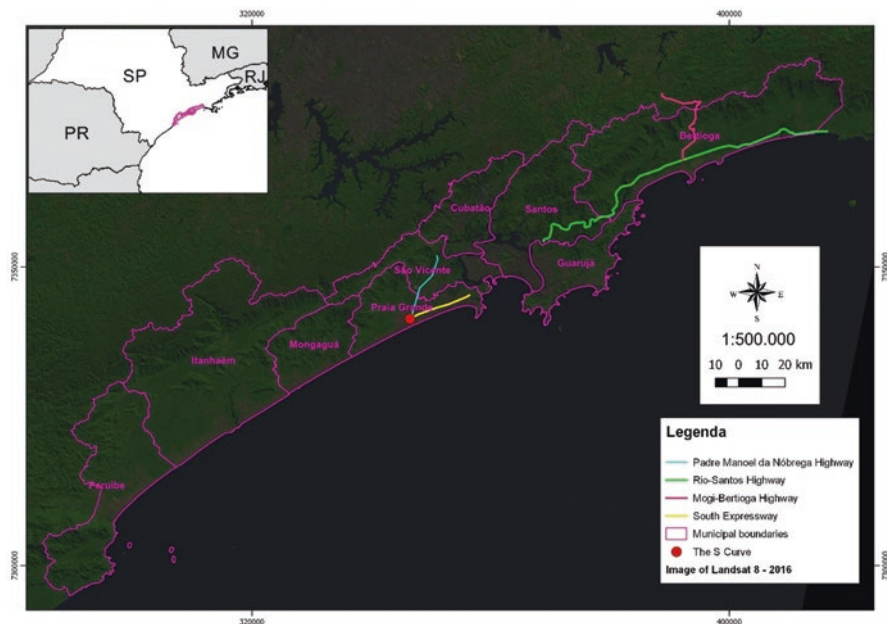 320000
400000
MG
SP
RJ
PR
Bertioga
Cubatão
Santos
Guarujá
7350000
7350000
São Vicente
Praia Grande
Mongaguá
Itanhaém
Peruíbe
N
W E
S
1:500.000
10 0 10 20 km
Legenda
Padre Manoel da Nóbrega Highway
Rio-Santos Highway
Mogi-Bertioga Highway
South Expressway
Municipal boundaries
The S Curve
Image of Landsat 8 - 2016
7300000
7300000
320000
400000